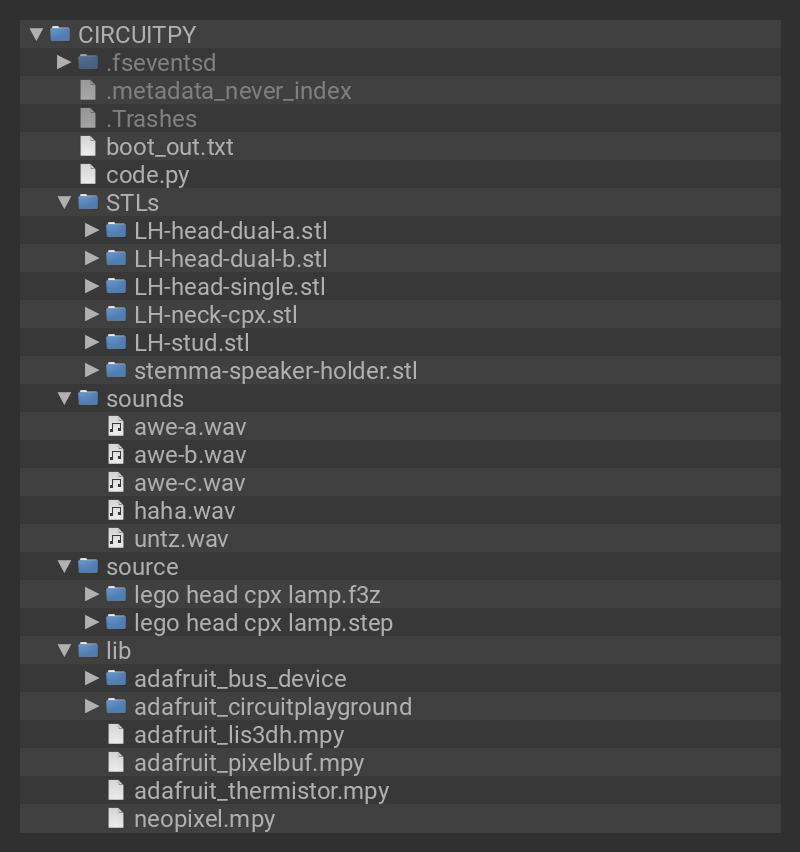 CIRCUITPY
.fseventsd
.metadata_never_index
.Trashes
boot_out.txt
code.py
STLs
LH-head-dual-a.stl
LH-head-dual-b.stl
LH-head-single.stl
LH-neck-cpx.stl
LH-stud.stl
stemma-speaker-holder.stl
sounds
awe-a.wav
awe-b.wav
awe-c.wav
haha.wav
untz.wav
source
lego head cpx lamp.f3z
lego head cpx lamp.step
lib
adafruit_bus_device
adafruit_circuitplayground
adafruit_lis3dh.mpy
adafruit_pixelbuf.mpy
adafruit_thermistor.mpy
neopixel.mpy